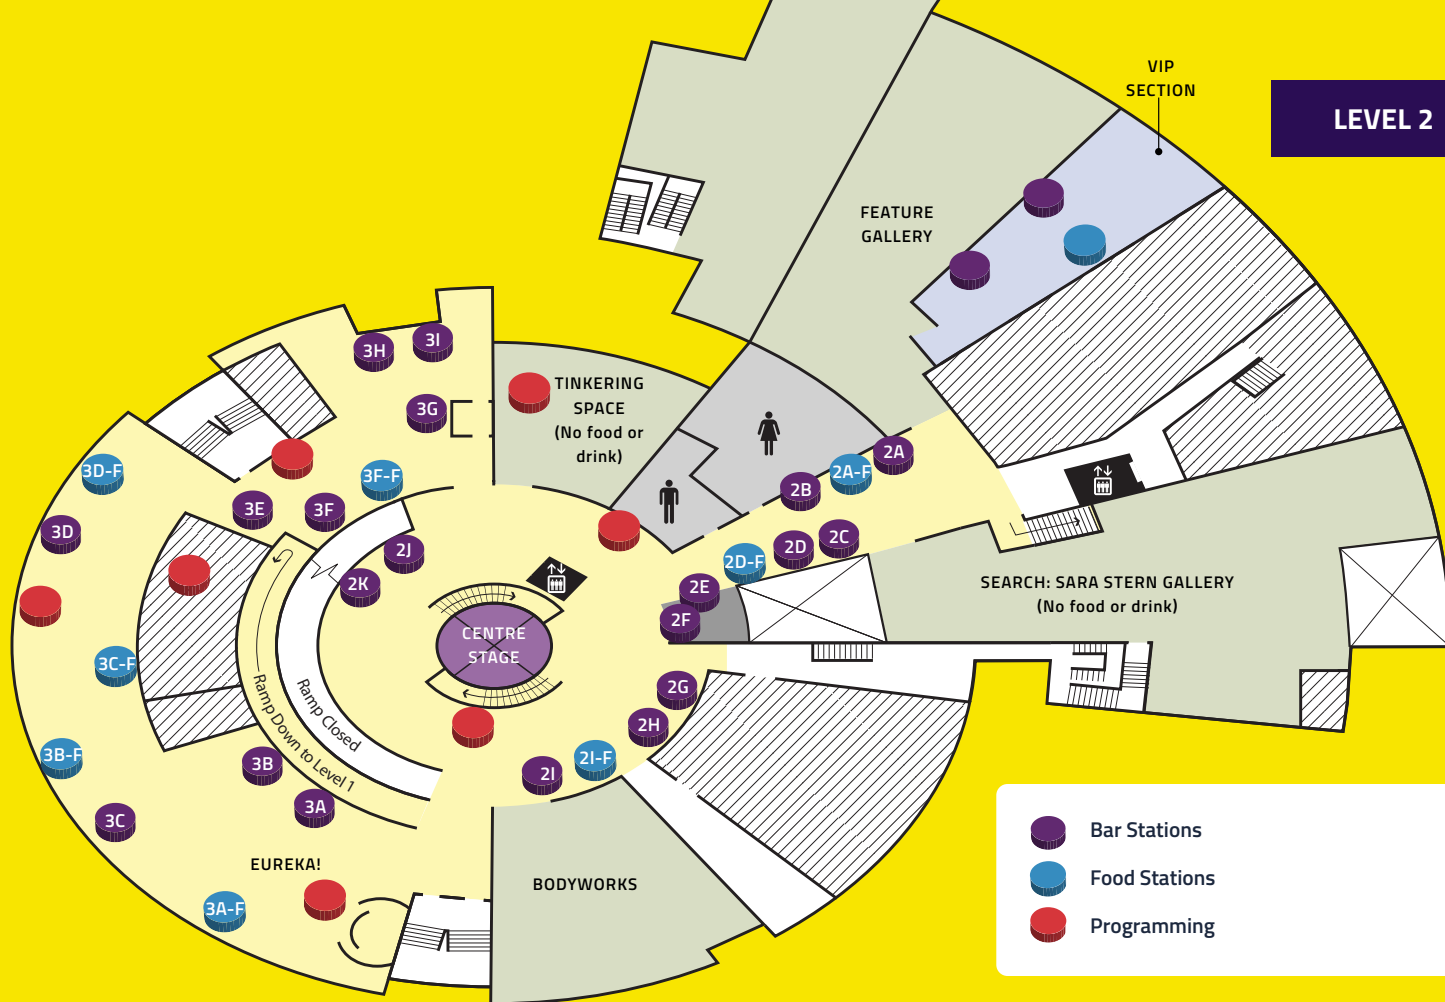 VIP
SECTION
LEVEL 2
FEATURE
GALLERY
3H
3I
3G
TINKERING
SPACE
(No food or
drink)
3D-F
3F-F
3E
3F
3D
2J
2K
2A
2A-F
2B
2C
2D
2D-F
2E
2F
SEARCH: SARA STERN GALLERY
(No food or drink)
CENTRE
STAGE
3C-F
Ramp Down to Level 1
Ramp Closed
2G
2H
2I-F
2I
3B-F
3B
3A
3C
EUREKA!
3A-F
BODYWORKS
Bar Stations
Food Stations
Programming